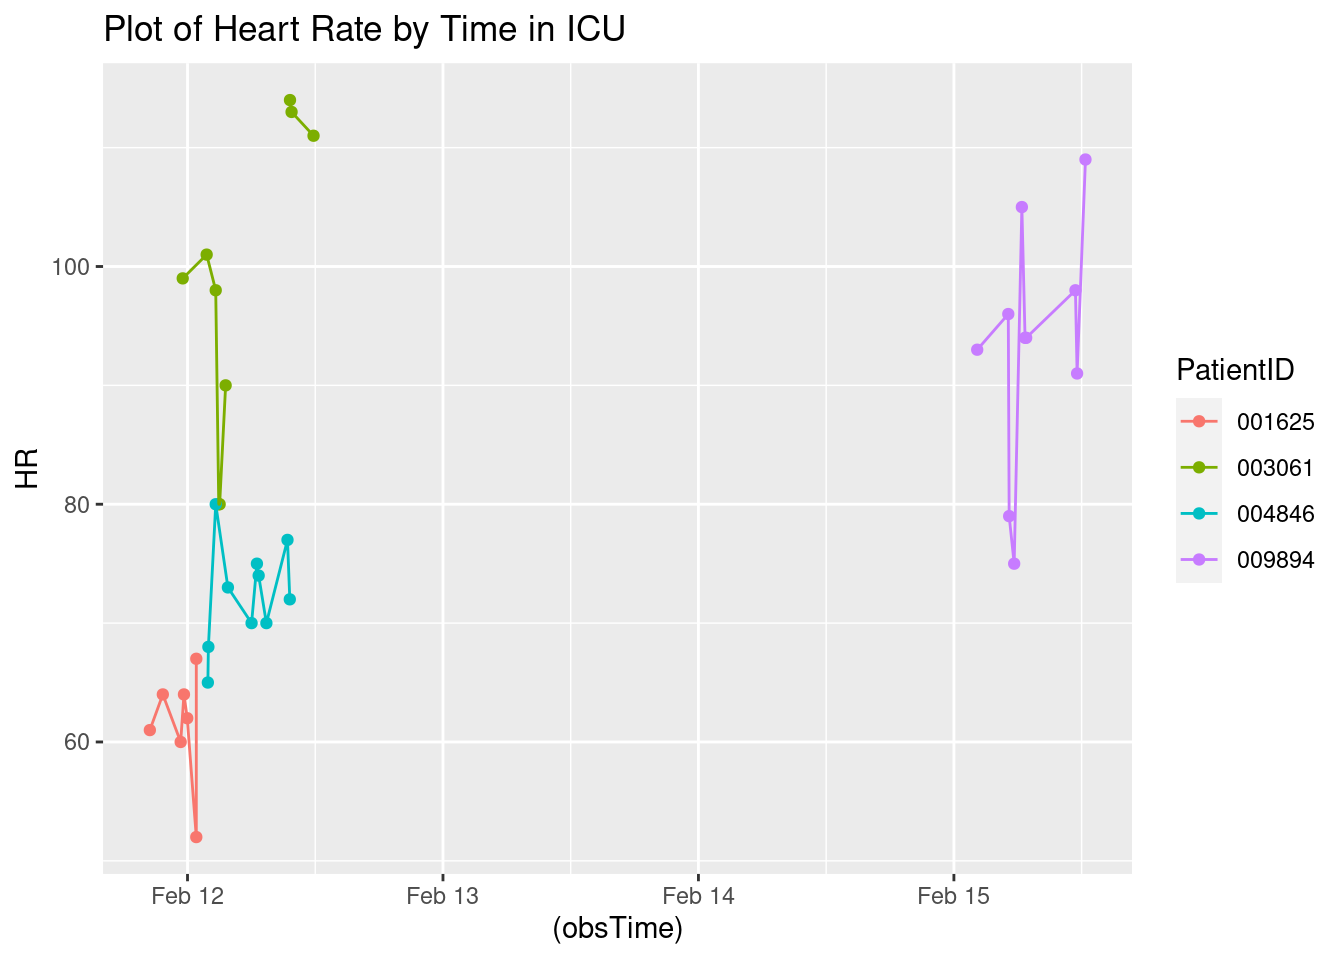 Plot of Heart Rate by Time in ICU
HR
100
80
60
Feb 12
Feb 13
Feb 14
Feb 15
(obsTime)
PatientID
001625
003061
004846
009894